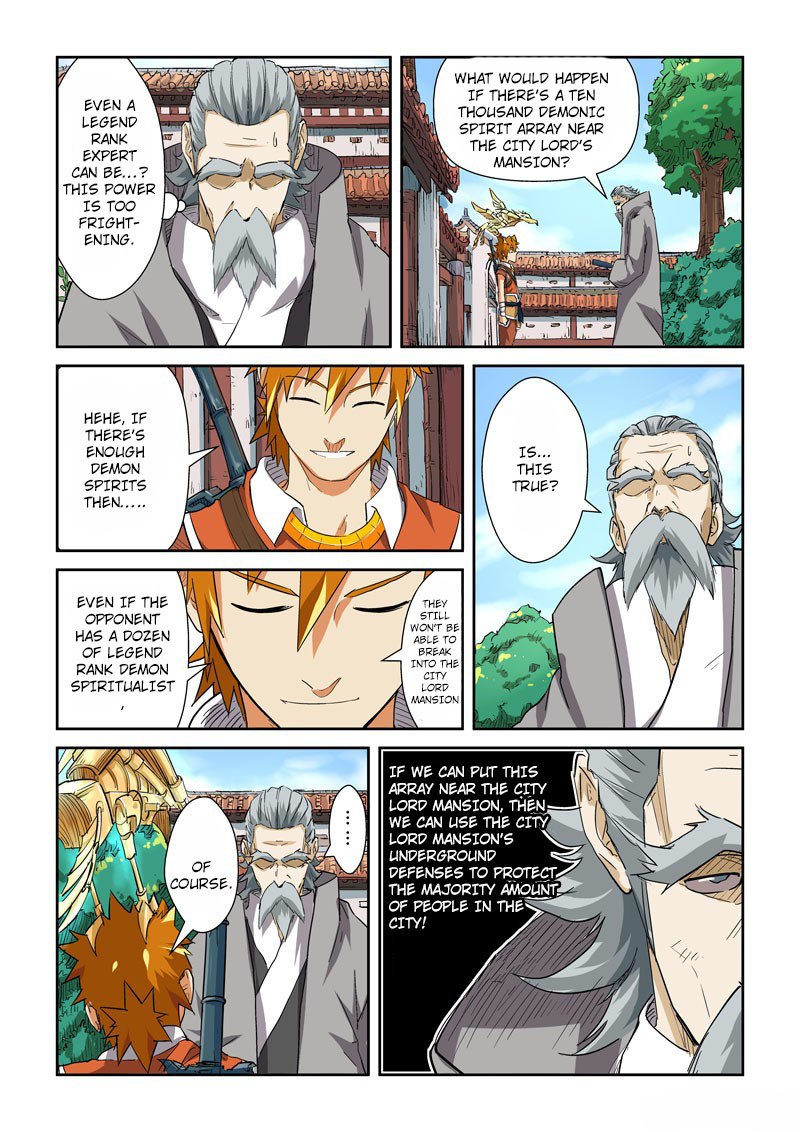 EVEN A
LEGEND
RANK
EXPERT
CAN BE...?
THIS POWER
IS TOO
FRIGHT-
ENING.
WHAT WOULD HAPPEN
IF THERE'S A TEN
THOUSAND DEMONIC
SPIRIT ARRAY NEAR
THE CITY LORD'S
MANSION?
HEHE, IF
THERE'S
ENOUGH
DEMON
SPIRITS
THEN.....
IS...
THIS
TRUE?
EVEN IF THE
OPPONENT
HAS A DOZEN
OF LEGEND
RANK DEMON
SPIRITUALIST
,
THEY
STILL
WON'T BE
ABLE TO
BREAK
INTO THE
CITY
LORD
MANSION
OF
COURSE.
......
IF WE CAN PUT THIS
ARRAY NEAR THE CITY
LORD MANSION, THEN
WE CAN USE THE CITY
LORD MANSION'S
UNDERGROUND
DEFENSES TO PROTECT
THE MAJORITY AMOUNT
OF PEOPLE IN THE
CITY!